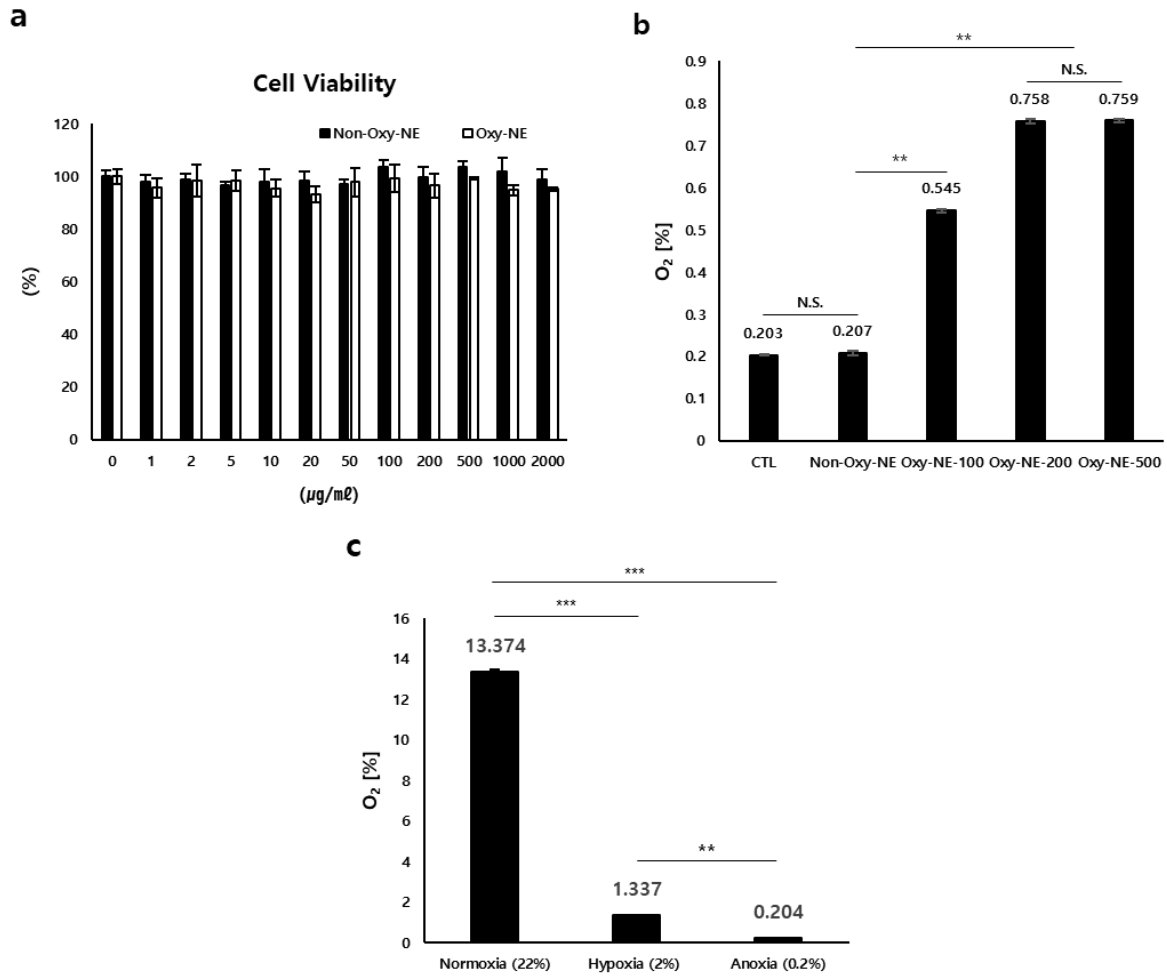 a
Cell Viability
Non-Oxy-NE Oxy-NE
120
100
80
60
40
20
0
(%)
0 1 2 5 10 20 50 100 200 500 1000 2000
(μg/mℓ)
b
**
N.S.
0.758 0.759
**
0.545
N.S.
0.203 0.207
0.9
0.8
0.7
0.6
0.5
0.4
0.3
0.2
0.1
0
O₂ [%]
CTL Non-Oxy-NE Oxy-NE-100 Oxy-NE-200 Oxy-NE-500
c
***
***
13.374
**
1.337
0.204
16
14
12
10
8
6
4
2
0
O₂ [%]
Normoxia (22%) Hypoxia (2%) Anoxia (0.2%)